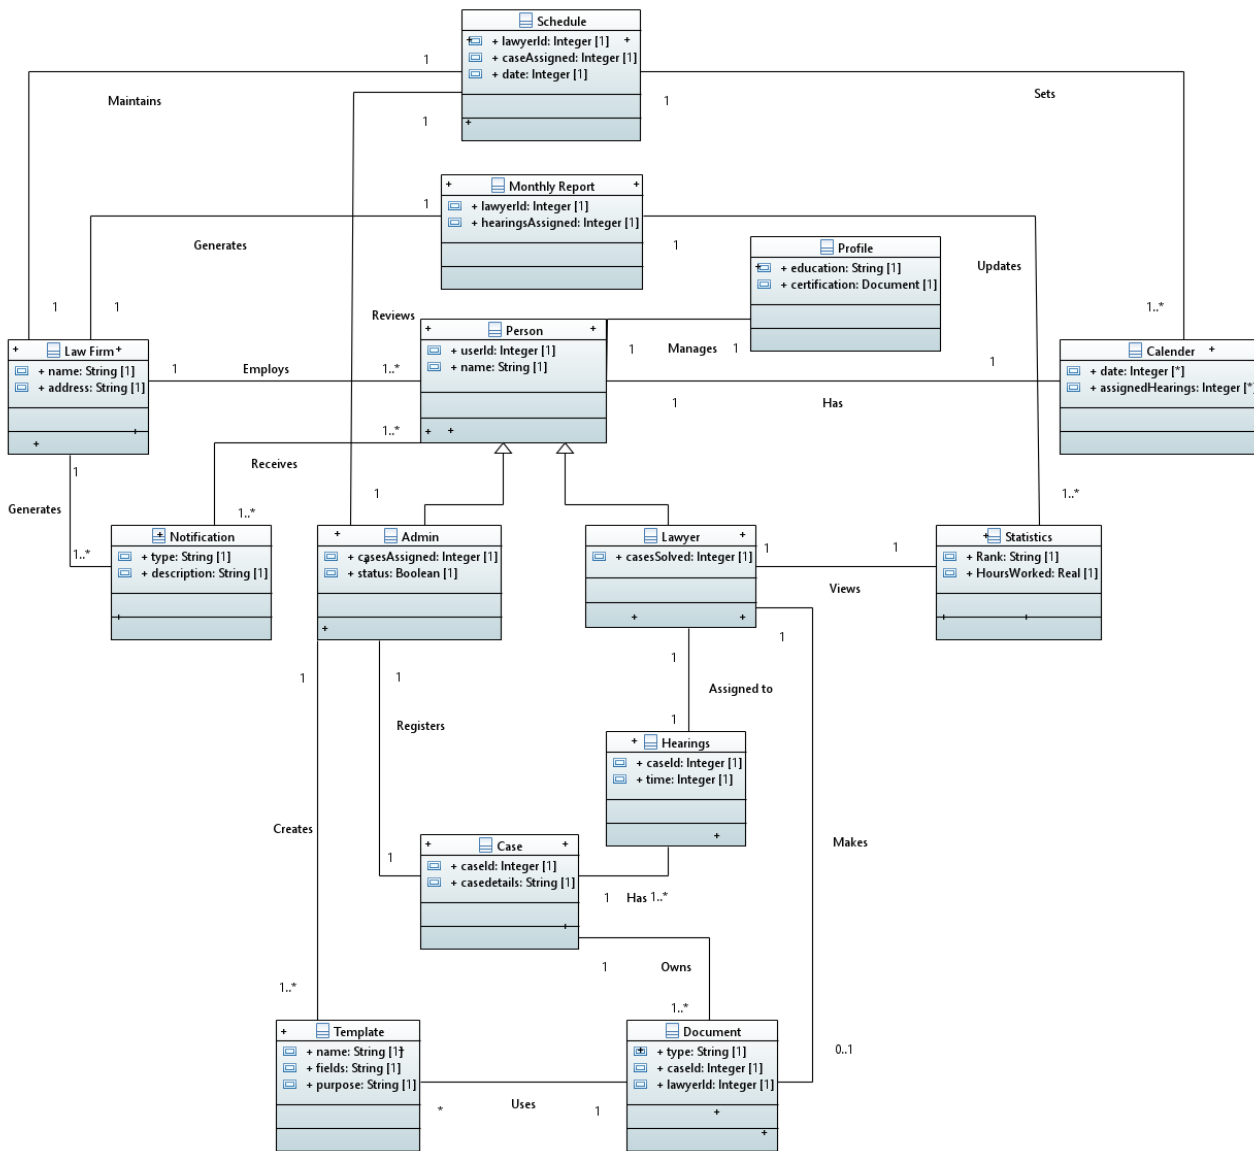 Schedule
+ lawyerId: Integer [1]
+ caseAssigned: Integer [1]
+ date: Integer [1]
1
Maintains
1
1
Sets
Monthly Report
+ lawyerId: Integer [1]
+ hearingsAssigned: Integer [1]
1
Generates
1
Updates
Profile
+ education: String [1]
+ certification: Document [1]
1
1
1..*
Reviews
Person
+ userId: Integer [1]
+ name: String [1]
1
Manages
1
Law Firm
+ name: String [1]
+ address: String [1]
1
Employs
1..*
Calender
+ date: Integer [*]
+ assignedHearings: Integer [*]
1
1
Has
1..*
Receives
1
Generates
1..*
1..*
1
1..*
Notification
+ type: String [1]
+ description: String [1]
Admin
+ casesAssigned: Integer [1]
+ status: Boolean [1]
Lawyer
+ casesSolved: Integer [1]
1
1
Views
Statistics
+ Rank: String [1]
+ HoursWorked: Real [1]
1
1
1
1
Assigned to
1
Registers
Hearings
+ caseId: Integer [1]
+ time: Integer [1]
Creates
Makes
Case
+ caseId: Integer [1]
+ casedetails: String [1]
1
1
Has
1..*
1
Owns
1..*
1..*
Template
+ name: String [1]
+ fields: String [1]
+ purpose: String [1]
Document
+ type: String [1]
+ caseId: Integer [1]
+ lawyerId: Integer [1]
0..1
*
Uses
1